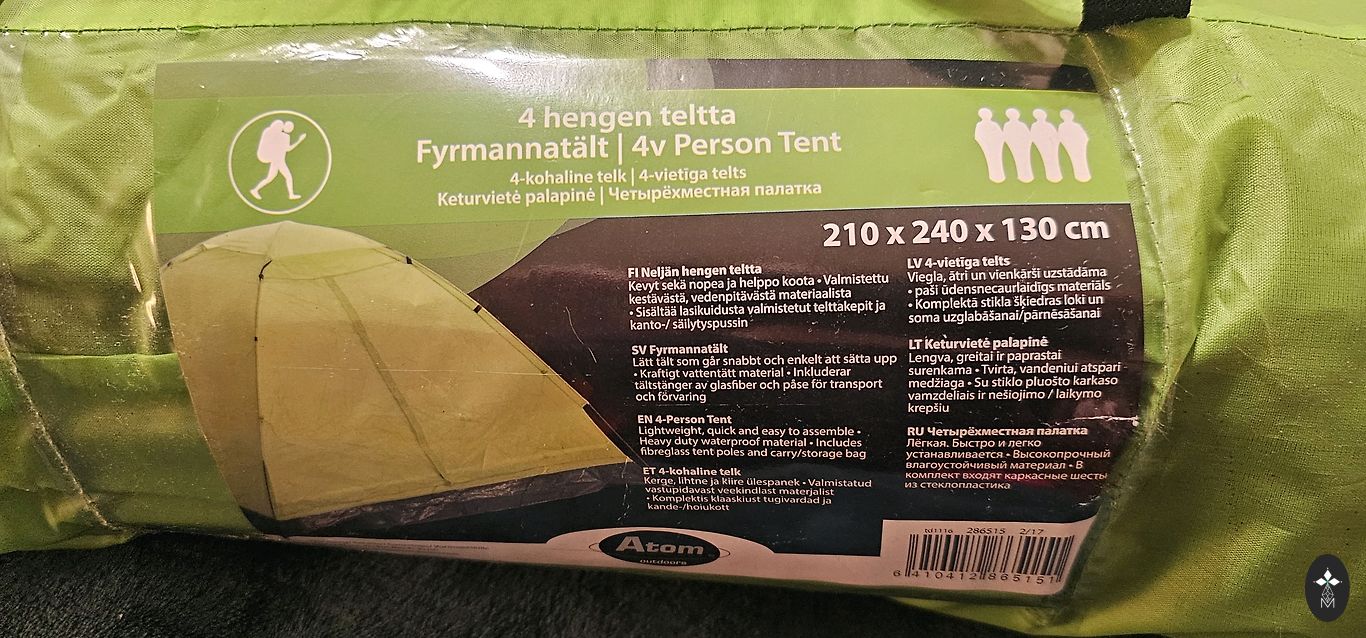 4 hengen teltta
Fyrmannatält | 4v Person Tent
4-kohaline telk | 4-vietīga telts
Keturvietė palapinė | Четырёхместная палатка
210 x 240 x 130 cm
FI Neljän hengen teltta
Kevyt sekä nopea ja helppo koota • Valmistettu
kestävästä, vedenpitävästä materiaalista
• Sisältää lasikuidusta valmistetut telttakepit ja
kanto-/ säilytyspussin
SV Fyrmannatält
Lätt tält som går snabbt och enkelt att sätta upp
• Kraftigt vattentätt material • Inkluderar
tältstänger av glasfiber och påse för transport
och förvaring
EN 4-Person Tent
Lightweight, quick and easy to assemble •
Heavy duty waterproof material • Includes
fibreglass tent poles and carry/storage bag
ET 4-kohaline telk
Kerge, lihtne ja kiire ülespanek • Valmistatud
vastupidavast veekindlast materjalist
• Komplektis klaaskiust tugivardad ja
kande-/hoiukott
LV 4-vietīga telts
Viegla, ātri un vienkārši uzstādāma
• paši ūdensnecaurlaidīgs materiāls
• Komplektā stikla šķiedras loki un
soma uzglabāšanai/pārnēsāšanai
LT Keturvietė palapinė
Lengva, greitai ir paprastai
surenkama • Tvirta, vandeniui atspari
medžiaga • Su stiklo pluošto karkaso
vamzdeliais ir nešiojimo / laikymo
krepšiu
RU Четырёхместная палатка
Лёгкая. Быстро и легко
устанавливается • Высокопрочный
влагоустойчивый материал • В
комплект входят каркасные шесты
из стеклопластика
Atom
outdoors
286515 2/17
6 410412 865151